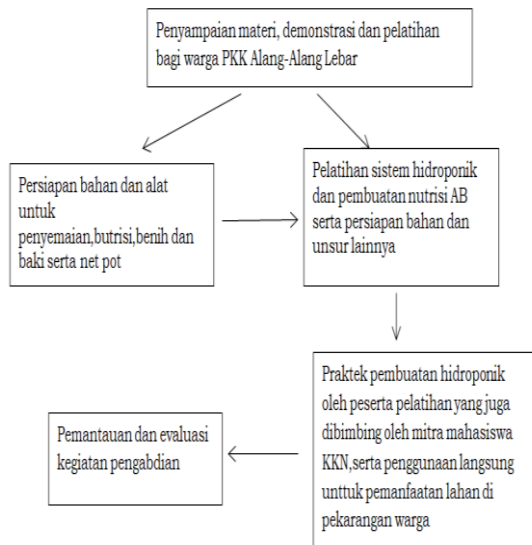 Penyampaian materi, demonstrasi dan pelatihan
bagi warga PKK Alang-Alang Lebar
Persiapan bahan dan alat
untuk
penyemaian,butrisi,benih dan
baki serta net pot
Pelatihan sistem hidroponik
dan pembuatan nutrisi AB
serta persiapan bahan dan
unsur lainnya
Praktek pembuatan hidroponik
oleh peserta pelatihan yang juga
dibimbing oleh mitra mahasiswa
KKN,serta penggunaan langsung
unttuk pemanfaatan lahan di
pekarangan warga
Pemantauan dan evaluasi
kegiatan pengabdian